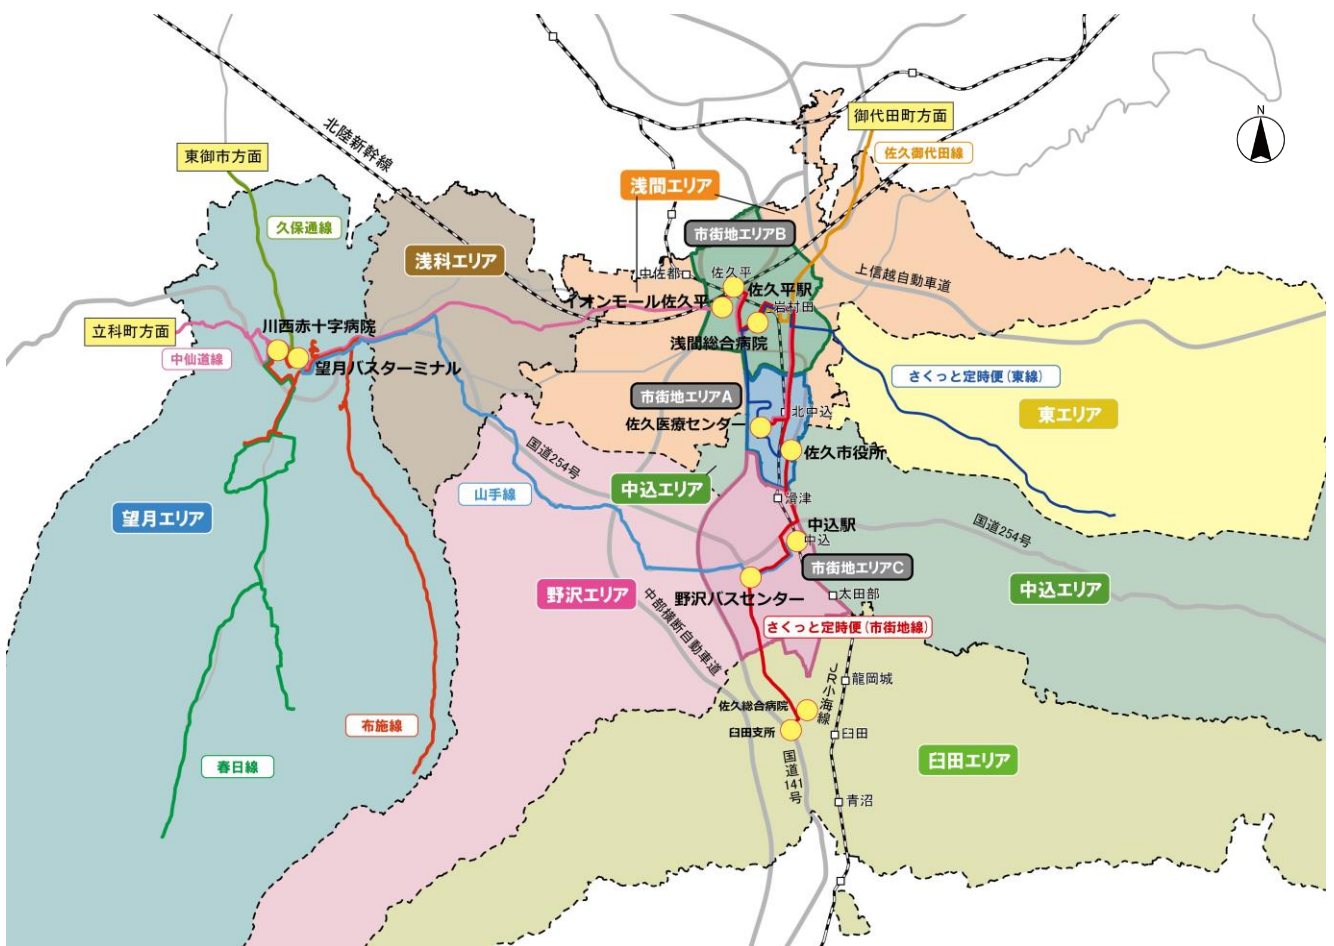 N
御代田町方面
北陸新幹線
佐久御代田線
東御市方面
浅間エリア
久保通線
市街地エリアB
浅科エリア
中佐都
佐久平
上信越自動車道
佐久平駅
イオンモール佐久平
岩村田
立科町方面
川西赤十字病院
浅間総合病院
中仙道線
望月バスターミナル
さくっと定時便(東線)
市街地エリアA
北中込
東エリア
佐久医療センター
国道254号
佐久市役所
中込エリア
山手線
滑津
望月エリア
中込駅
国道254号
中込
市街地エリアC
中込エリア
野沢エリア
野沢バスセンター
太田部
中部横断自動車道
さくっと定時便(市街地線)
JR小海線
龍岡城
佐久総合病院
布施線
臼田支所
臼田
春日線
臼田エリア
国道141号
青沼